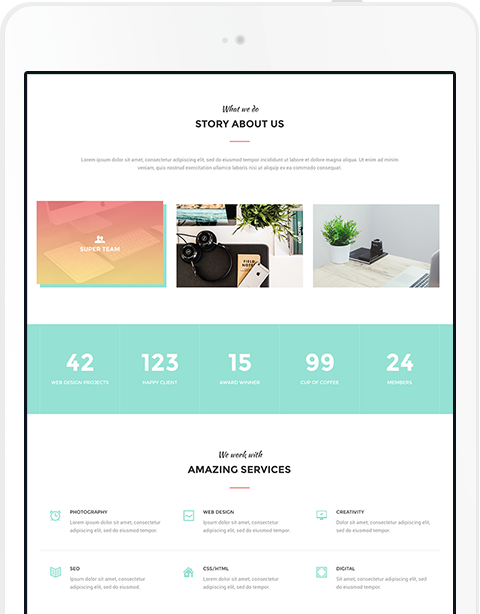 What we do
STORY ABOUT US
Lorem ipsum dolor sit amet, consectetur adipiscing elit, sed do eiusmod tempor incididunt ut labore et dolore magna aliqua. Ut enim ad minim
veniam, quis nostrud exercitation ullamco laboris nisi ut aliquip ex ea commodo consequat.
SUPER TEAM
FIELD NOTES
42
WEB DESIGN PROJECTS
123
HAPPY CLIENT
15
AWARD WINNER
99
CUP OF COFFER
24
MEMBERS
We work with
AMAZING SERVICES
PHOTOGRAPHY
Lorem ipsum dolor sit amet, consectetur
adipiscing elit, sed do eiusmod tempor.
WEB DESIGN
Lorem ipsum dolor sit amet, consectetur
adipiscing elit, sed do eiusmod tempor.
CREATIVITY
Dolor sit amet, consectetur adipiscing elit,
sed do eiusmod tempor.
SEO
Ipsum dolor sit amet, consectetur
adipiscing elit, sed do eiusmod.
CSS/HTML
Lorem ipsum dolor sit amet, consectetur
adipiscing elit, sed do eiusmod tempor.
DIGITAL
Sit amet, consectetur adipiscing elit, sed
do eiusmod tempor.